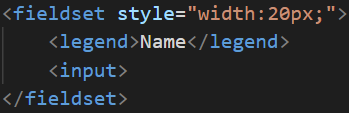 <fieldset style="width:20px;">
    <legend>Name</legend>
    <input>
</fieldset>